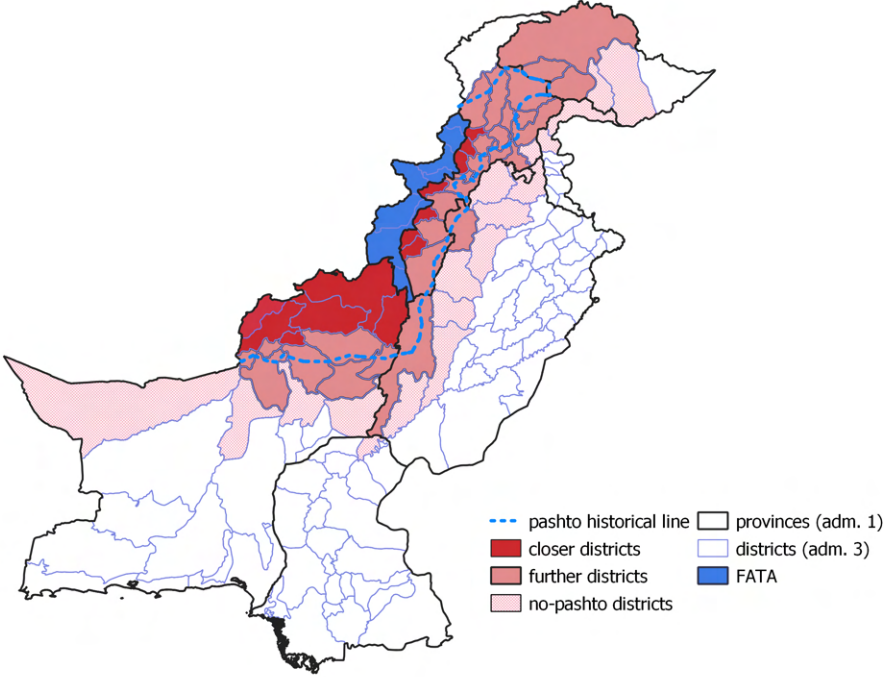 pashto historical line
closer districts
further districts
no-pashto districts
provinces (adm. 1)
districts (adm. 3)
FATA